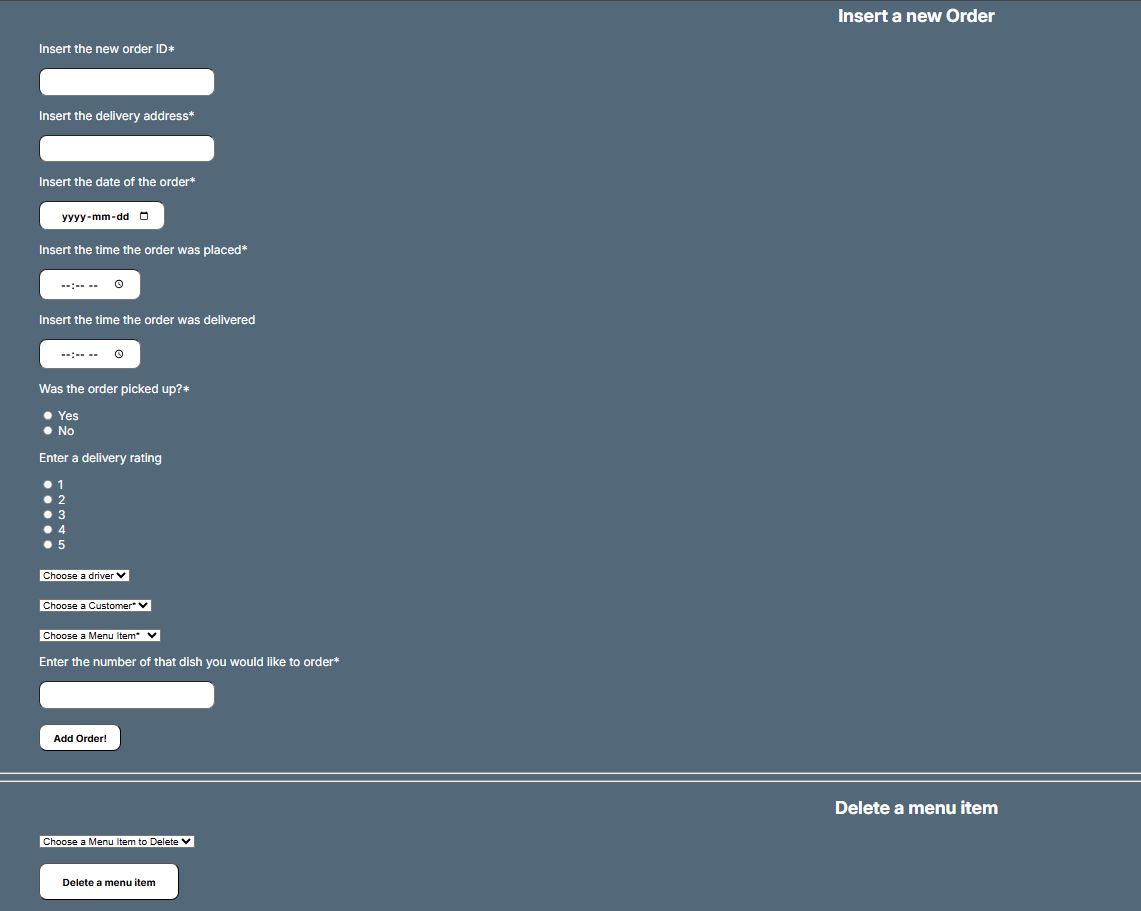 Insert a new Order
Insert the new order ID*
Insert the delivery address*
Insert the date of the order*
yyyy-mm-dd
Insert the time the order was placed*
--:-- --
Insert the time the order was delivered
--:-- --
Was the order picked up?*
Yes
No
Enter a delivery rating
1
2
3
4
5
Choose a driver
Choose a Customer*
Choose a Menu Item*
Enter the number of that dish you would like to order*
Add Order!
Delete a menu item
Choose a Menu Item to Delete
Delete a menu item